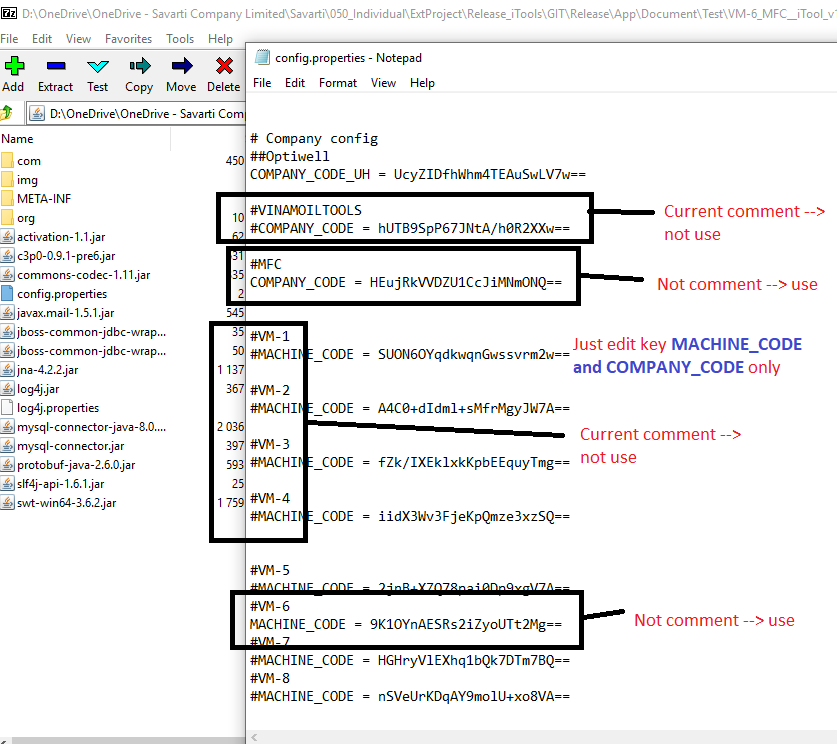 D:\OneDrive\OneDrive - Savarti Company Limited\Savarti\050_Individual\ExtProject\Release_iTools\GIT\Release\App\Document\Test\VM-6_MFC__iTool_v
File Edit View Favorites Tools Help
Add Extract Test Copy Move Delete
D:\OneDrive\OneDrive - Savarti Com
Name
com 450
img
META-INF
org 10
activation-1.1.jar 62
c3p0-0.9.1-pre6.jar 31
commons-codec-1.11.jar 35
config.properties 2
javax.mail-1.5.1.jar 545
jboss-common-jdbc-wrap... 35
jboss-common-jdbc-wrap... 50
jna-4.2.2.jar 1 137
log4j.jar 367
log4j.properties
mysql-connector-java-8.0.... 2 036
mysql-connector.jar 397
protobuf-java-2.6.0.jar 593
slf4j-api-1.6.1.jar 25
swt-win64-3.6.2.jar 1 759
config.properties - Notepad
File Edit Format View Help
# Company config
##Optiwell
COMPANY_CODE_UH = UcyZIDfhWhm4TEAuSwLV7w==
#VINAMOILTOOLS
#COMPANY_CODE = hUTB9SpP67JNtA/h0R2XXw==
Current comment -->
not use
#MFC
COMPANY_CODE = HEujRkVVDZU1CcJiMNmONQ==
Not comment --> use
#VM-1
#MACHINE_CODE = SUON6OYqdkwqnGwssvrm2w==
Just edit key MACHINE_CODE
and COMPANY_CODE only
#VM-2
#MACHINE_CODE = A4C0+dIdml+sMfrMgyJW7A==
#VM-3
#MACHINE_CODE = fZk/IXEklxkKpbEEquyTmg==
Current comment -->
not use
#VM-4
#MACHINE_CODE = iidX3Wv3FjeKpQmze3xzSQ==
#VM-5
#MACHINE_CODE =
#VM-6
MACHINE_CODE = 9K1OYnAESRs2iZyoUTt2Mg==
Not comment --> use
#VM-7
#MACHINE_CODE = HGHryVlEXhq1bQk7DTm7BQ==
#VM-8
#MACHINE_CODE = nSVeUrKDqAY9molU+xo8VA==